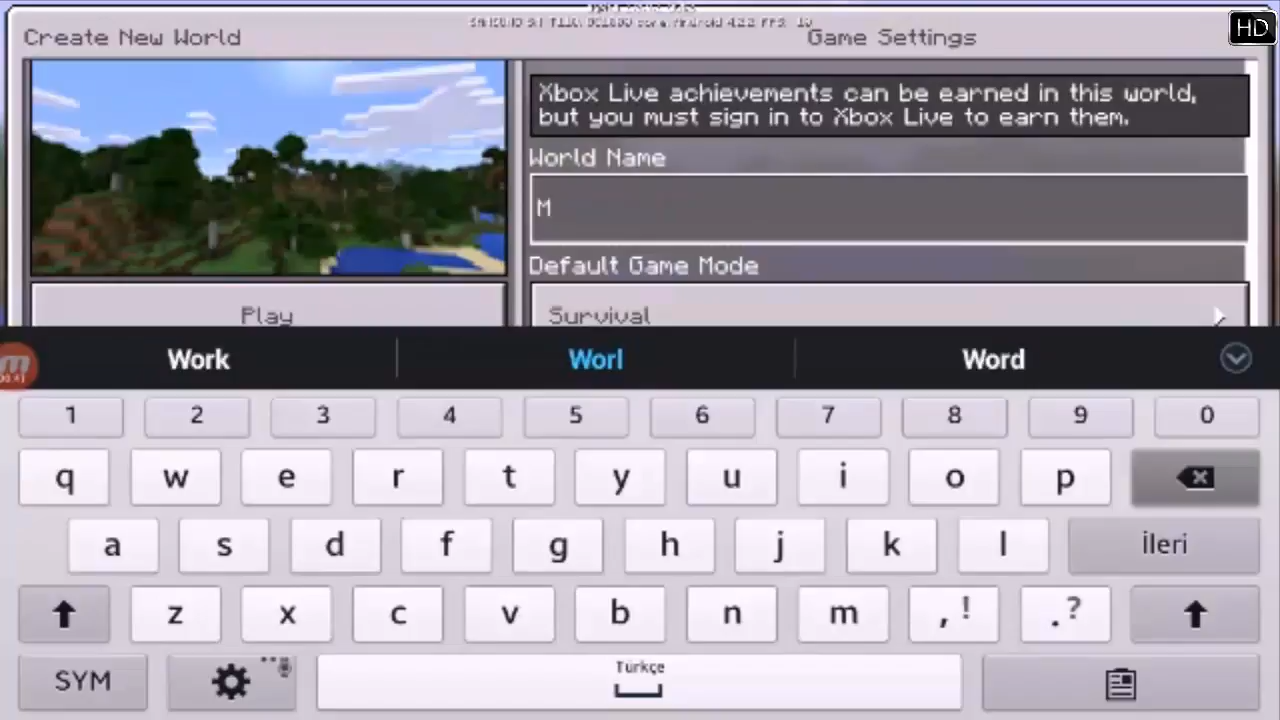 Create New World
Game Settings
HD
Xbox Live achievements can be earned in this world,
but you must sign in to Xbox Live to earn them.
World Name
M
Default Game Mode
Play
Survival
Work Worl Word
1 2 3 4 5 6 7 8 9 0
q w e r t y u i o p
a s d f g h j k l İleri
z x c v b n m , ! . ?
SYM Türkçe